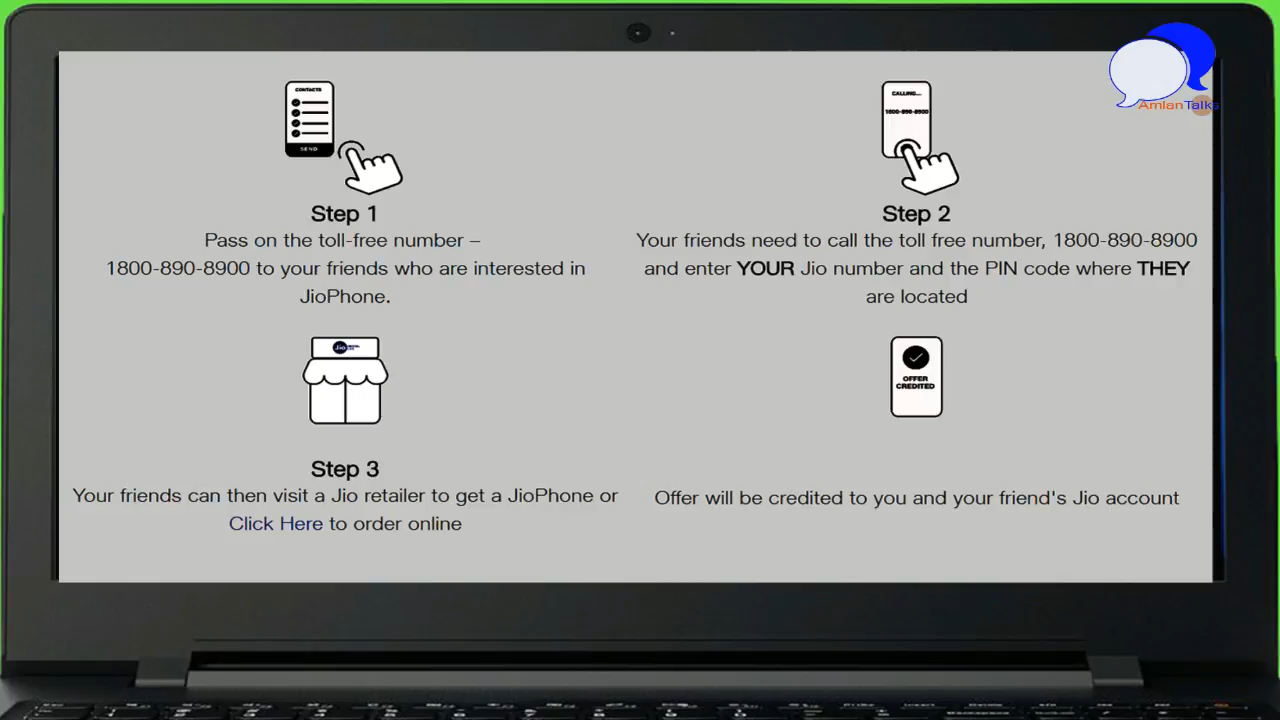 AmlanTalks
CONTACTS
SEND
Step 1
Pass on the toll-free number –
1800-890-8900 to your friends who are interested in
JioPhone.
CALLING...
1800-890-8900
Step 2
Your friends need to call the toll free number, 1800-890-8900
and enter YOUR Jio number and the PIN code where THEY
are located
Jio
Step 3
Your friends can then visit a Jio retailer to get a JioPhone or
Click Here to order online
OFFER
CREDITED
Offer will be credited to you and your friend's Jio account